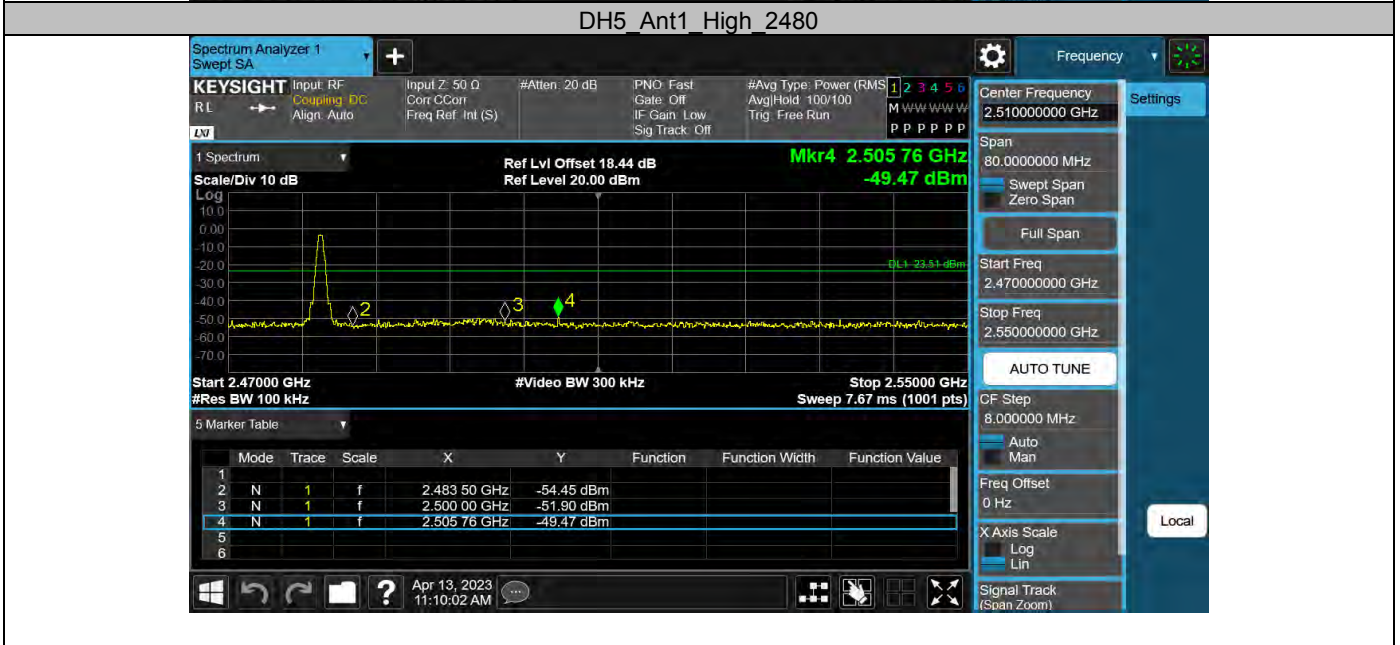 DH5_Ant1_High_2480
Spectrum Analyzer 1
Swept SA
Frequency
KEYSIGHT
RL
LXI
Input: RF
Coupling: DC
Align: Auto
Input Z: 50 Ω
Corr CCorr
Freq Ref: Int (S)
#Atten: 20 dB
PNO: Fast
Gate: Off
IF Gain: Low
Sig Track: Off
#Avg Type: Power (RMS
Avg|Hold: 100/100
Trig: Free Run
1 2 3 4 5 6
M W W W W W
P P P P P P
1 Spectrum
Scale/Div 10 dB
Ref Lvl Offset 18.44 dB
Ref Level 20.00 dBm
Mkr4 2.505 76 GHz
-49.47 dBm
Log
10.0
0.00
-10.0
-20.0
-30.0
-40.0
-50.0
-60.0
-70.0
DL1 -23.51 dBm
2
3
4
Start 2.47000 GHz
#Res BW 100 kHz
#Video BW 300 kHz
Stop 2.55000 GHz
Sweep 7.67 ms (1001 pts)
5 Marker Table
Mode Trace Scale X Y Function Function Width Function Value
1
2 N 1 f 2.483 50 GHz -54.45 dBm
3 N 1 f 2.500 00 GHz -51.90 dBm
4 N 1 f 2.505 76 GHz -49.47 dBm
5
6
Apr 13, 2023
11:10:02 AM
Center Frequency
2.510000000 GHz
Span
80.0000000 MHz
Swept Span
Zero Span
Full Span
Start Freq
2.470000000 GHz
Stop Freq
2.550000000 GHz
AUTO TUNE
CF Step
8.000000 MHz
Auto
Man
Freq Offset
0 Hz
X Axis Scale
Log
Lin
Signal Track
(Span Zoom)
Settings
Local